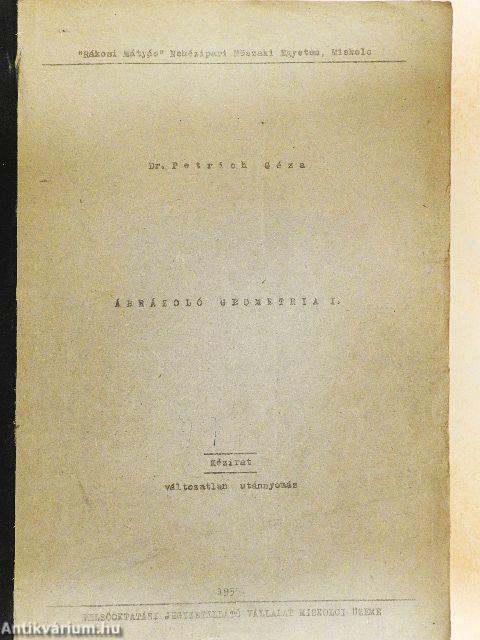 "Rákosi Mátyás" Nehézipari Műszaki Egyetem, Miskolc
Dr. Petrich Géza
ÁBRÁZOLÓ GEOMETRIA I.
Kézirat
változatlan utánnyomás
FELSŐOKTATÁSI JEGYZETELLÁTÓ VÁLLALAT MISKOLCI ÜZEME
Antikvárium.hu